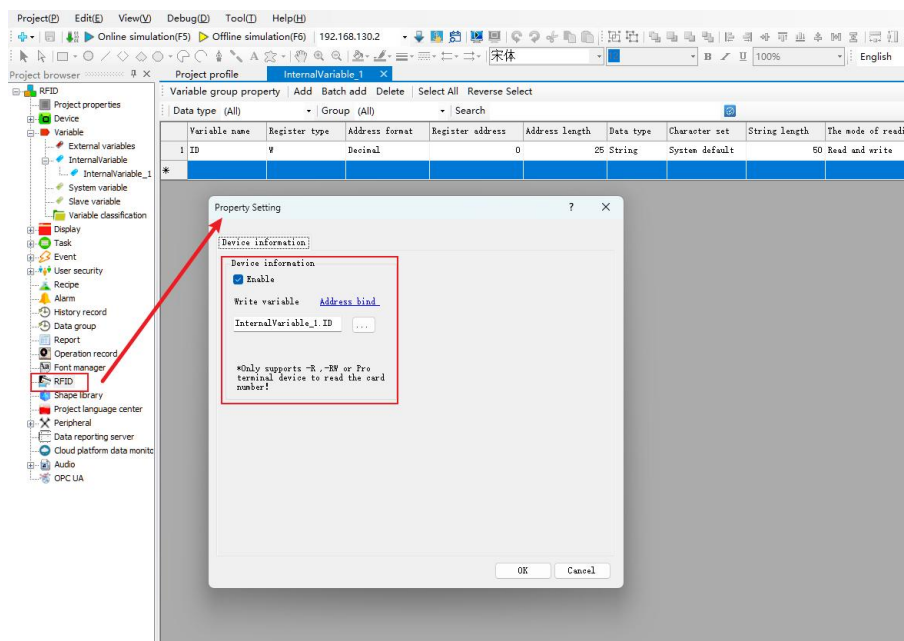 Project(P) Edit(E) View(V) Debug(D) Tool(T) Help(H)
Online simulation(F5) Offline simulation(F6) 192.168.130.2
宋体 B I U 100% English
Project browser
Project profile InternalVariable_1
RFID
Project properties
Device
Variable
External variables
InternalVariable
InternalVariable_1
System variable
Slave variable
Variable classification
Display
Task
Event
User security
Recipe
Alarm
History record
Data group
Report
Operation record
Font manager
RFID
Shape library
Project language center
Peripheral
Data reporting server
Cloud platform data monitc
Audio
OPC UA
Variable group property Add Batch add Delete Select All Reverse Select
Data type (All) Group (All) Search
Variable name Register type Address format Register address Address length Data type Character set String length The mode of readi
1 ID W Decimal 0 25 String System default 50 Read and write
Property Setting ?
Device information
Device information
Enable
Write variable Address bind
InternalVariable_1.ID ...
*Only supports -R ,-RW or Pro
terminal device to read the card
number!
OK Cancel